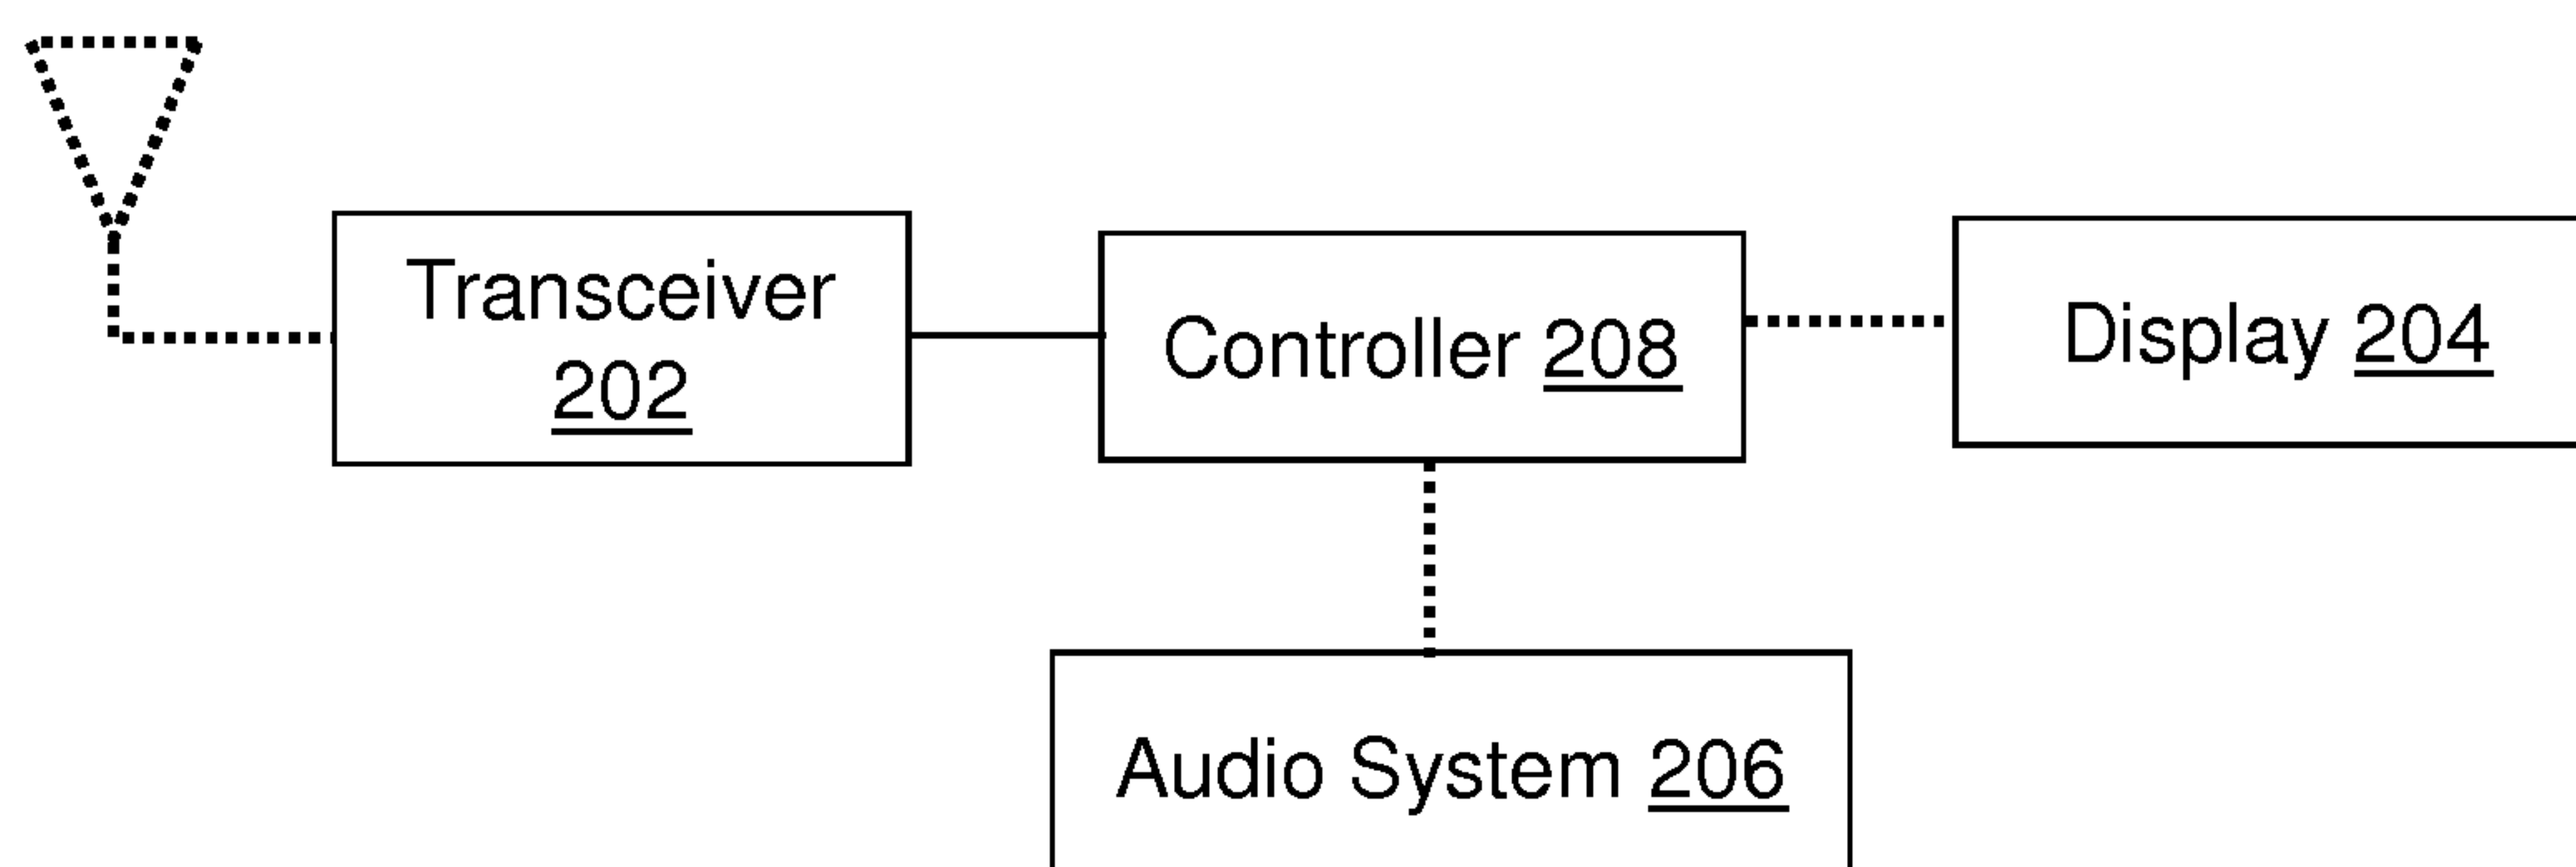 Transceiver
202
Controller 208
Display 204
Audio System 206